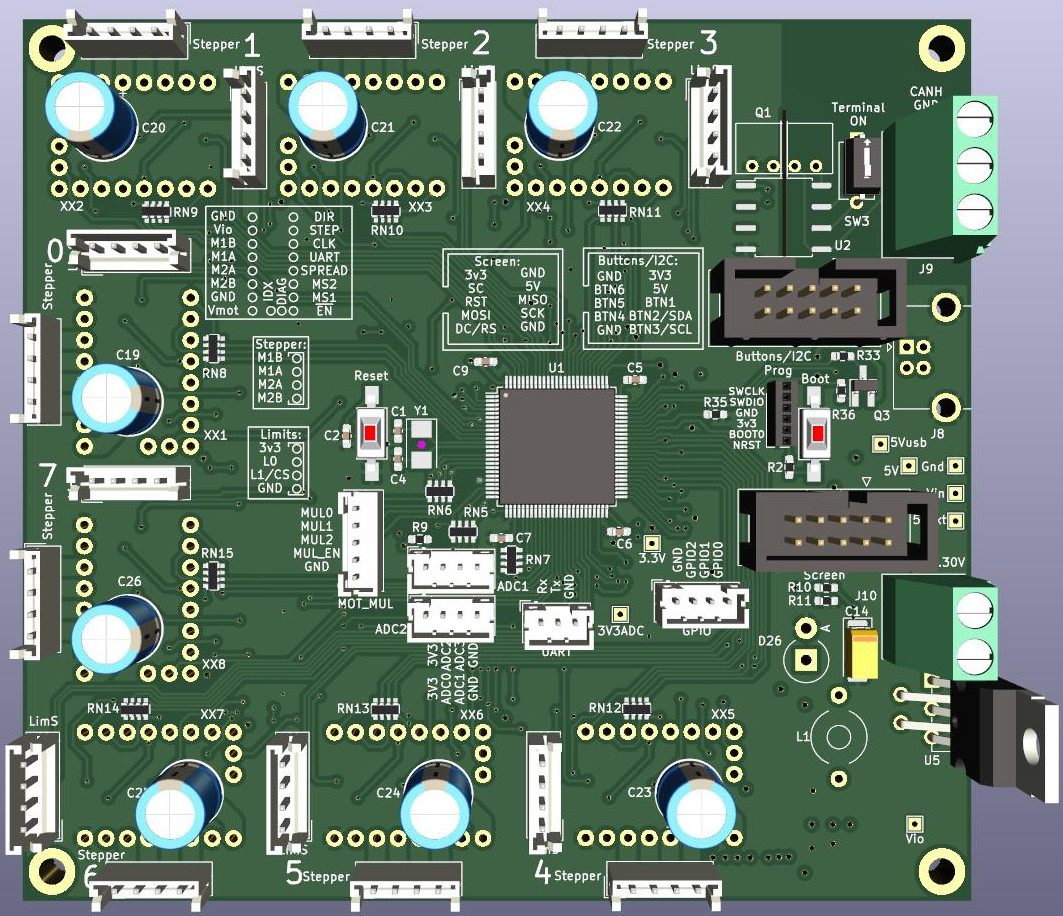 Stepper 1
Stepper 2
Stepper 3
C20
C21
C22
Q1
Terminal
ON
CANH
SW3
J9
U2
XX2
RN9
RN10
XX3
XX4
RN11
0
Stepper
GND DIR
Vio STEP
M1B CLK
M1A UART
M2A SPREAD
M2B MS2
GND MS1
Vmot EN
IDX
DIAG
Screen:
3v3 GND
SC 5V
RST MISO
MOSI SCK
DC/RS GND
Buttons/I2C:
GND 3V3
BTN6 5V
BTN5 BTN1
BTN4 BTN2/SDA
GND BTN3/SCL
Buttons/I2C
C19
RN8
XX1
Stepper:
M1B
M1A
M2A
M2B
Limits:
3v3
L0
L1/CS
GND
Reset
C2
C1
C4
Y1
C9
U1
C5
R35
Prog
SWCLK
SWDIO
GND
3v3
BOOT0
NRST
Boot
R2
R33
R36
Q3
J8
5Vusb
5V
Gnd
7
Stepper
C26
RN15
XX8
MUL0
MUL1
MUL2
MUL_EN
GND
MOT_MUL
RN6
RN5
R9
C7
RN7
ADC1
ADC2
3V3 3V3
ADC0 ADC2
ADC1 ADC3
GND GND
Rx
Tx
GND
UART
C6
3.3V
3V3ADC
GND
GPIO2
GPIO1
GPIO0
GPIO
Screen
R10
R11
J10
C14
D26
A
L1
U5
Vio
LimS
RN14
XX7
RN13
XX6
RN12
XX5
C24
C23
Stepper
6
5 Stepper
4 Stepper